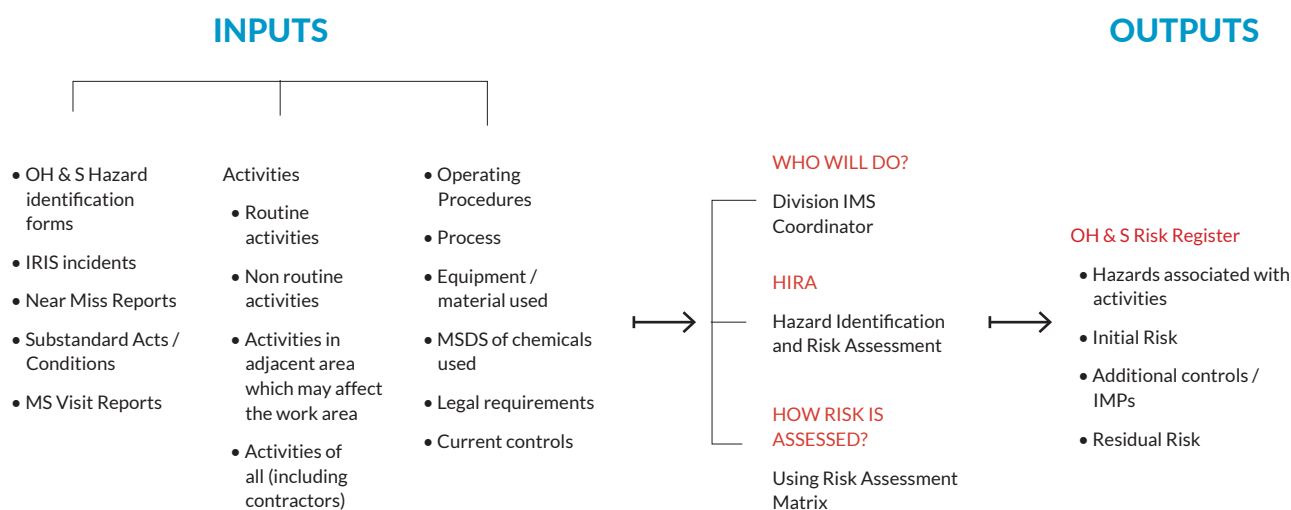 INPUTS
OUTPUTS
• OH & S Hazard
identification
forms
• IRIS incidents
• Near Miss Reports
• Substandard Acts /
Conditions
• MS Visit Reports
Activities
• Routine
activities
• Non routine
activities
• Activities in
adjacent area
which may affect
the work area
• Activities of
all (including
contractors)
• Operating
Procedures
• Process
• Equipment /
material used
• MSDS of chemicals
used
• Legal requirements
• Current controls
WHO WILL DO?
Division IMS
Coordinator
HIRA
Hazard Identification
and Risk Assessment
HOW RISK IS
ASSESSED?
Using Risk Assessment
Matrix
OH & S Risk Register
• Hazards associated with
activities
• Initial Risk
• Additional controls /
IMPs
• Residual Risk